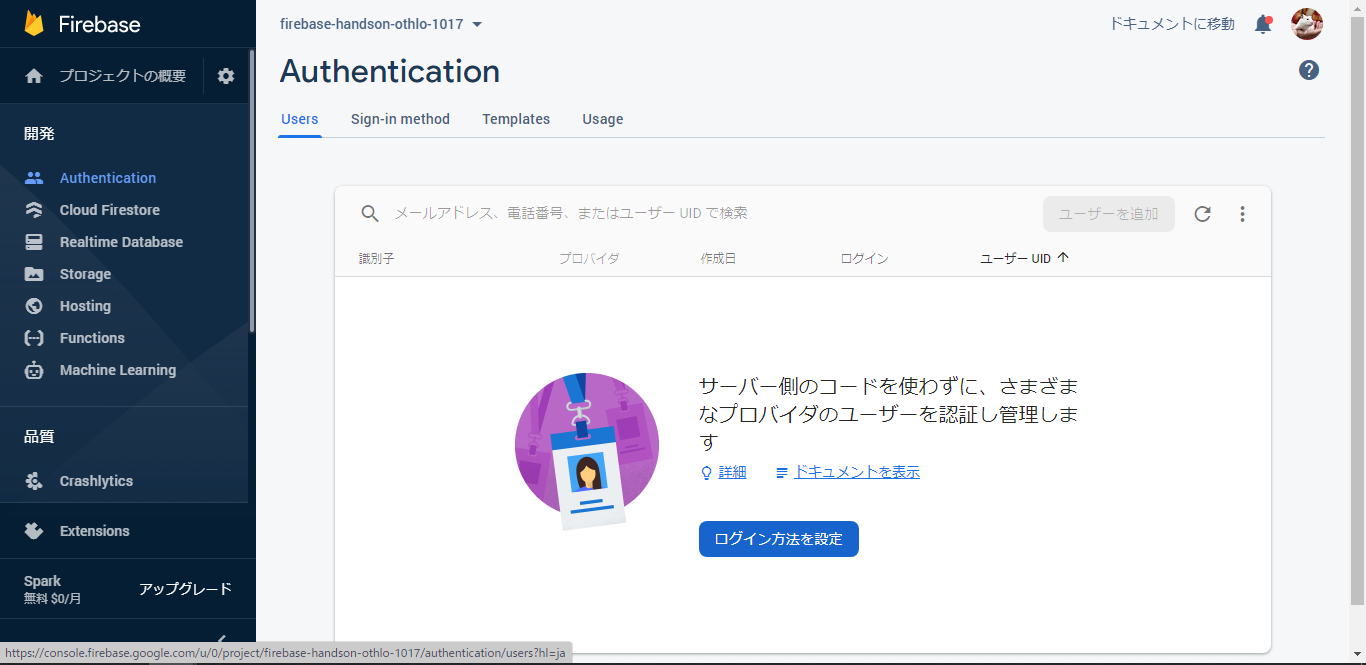 Firebase
firebase-handson-othlo-1017
ドキュメントに移動
プロジェクトの概要
Authentication
Users
Sign-in method
Templates
Usage
開発
Authentication
Cloud Firestore
Realtime Database
Storage
Hosting
Functions
Machine Learning
品質
Crashlytics
Extensions
Spark
無料 $0/月
アップグレード
メールアドレス、電話番号、またはユーザー UID で検索
ユーザーを追加
識別子
プロバイダ
作成日
ログイン
ユーザー UID
サーバー側のコードを使わずに、さまざま
なプロバイダのユーザーを認証し管理しま
す
詳細
ドキュメントを表示
ログイン方法を設定
https://console.firebase.google.com/u/0/project/firebase-handson-othlo-1017/authentication/users?hl=ja